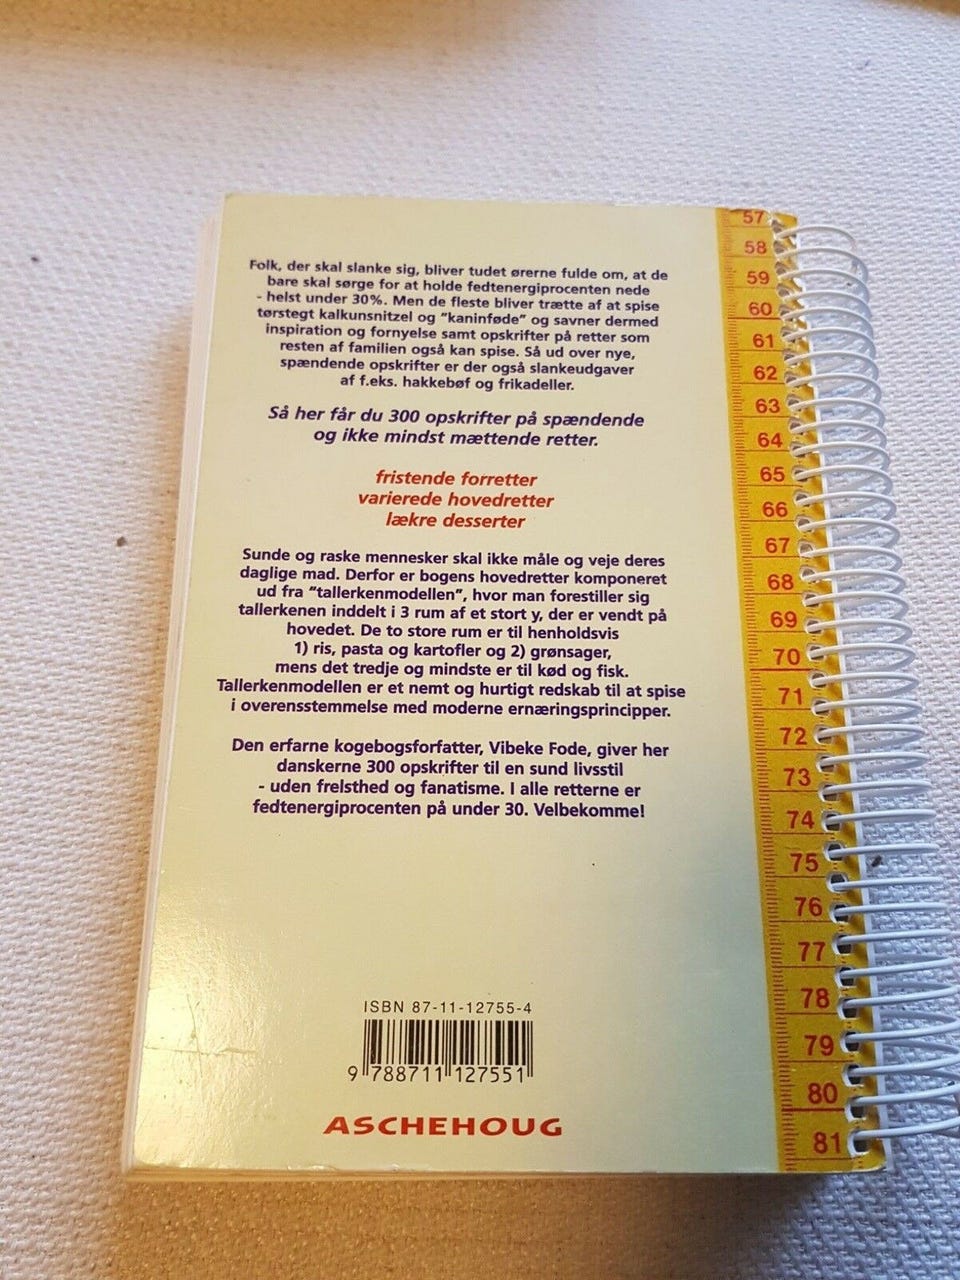 Folk, der skal slanke sig, bliver tudet ørerne fulde om, at de
bare skal sørge for at holde fedtenergiprocenten nede
- helst under 30%. Men de fleste bliver trætte af at spise
tørstegt kalkunsnitzel og "kaninføde" og savner dermed
inspiration og fornyelse samt opskrifter på retter som
resten af familien også kan spise. Så ud over nye,
spændende opskrifter er der også slankeudgaver
af f.eks. hakkebøf og frikadeller.
Så her får du 300 opskrifter på spændende
og ikke mindst mættende retter.
fristende forretter
varierede hovedretter
lækre desserter
Sunde og raske mennesker skal ikke måle og veje deres
daglige mad. Derfor er bogens hovedretter komponeret
ud fra "tallerkenmodellen", hvor man forestiller sig
tallerkenen inddelt i 3 rum af et stort y, der er vendt på
hovedet. De to store rum er til henholdsvis
1) ris, pasta og kartofler og 2) grønsager,
mens det tredje og mindste er til kød og fisk.
Tallerkenmodellen er et nemt og hurtigt redskab til at spise
i overensstemmelse med moderne ernæringsprincipper.
Den erfarne kogebogsforfatter, Vibeke Fode, giver her
danskerne 300 opskrifter til en sund livsstil
- uden frelsthed og fanatisme. I alle retterne er
fedtenergiprocenten på under 30. Velbekomme!
ISBN 87-11-12755-4
9 788711 127551
ASCHEHOUG
57
58
59
60
61
62
63
64
65
66
67
68
69
70
71
72
73
74
75
76
77
78
79
80
81